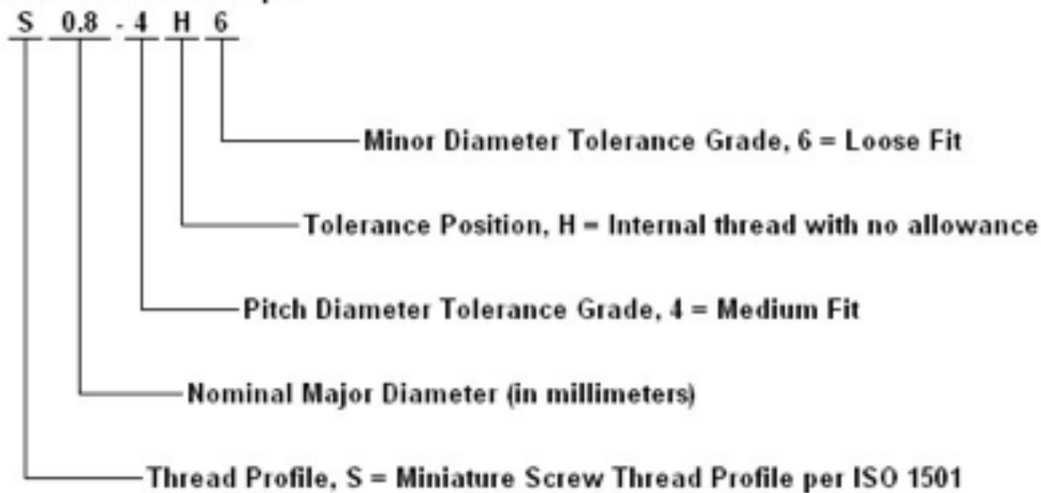 S 0.8 - 4 H 6
Minor Diameter Tolerance Grade, 6 = Loose Fit
Tolerance Position, H = Internal thread with no allowance
Pitch Diameter Tolerance Grade, 4 = Medium Fit
Nominal Major Diameter (in millimeters)
Thread Profile, S = Miniature Screw Thread Profile per ISO 1501